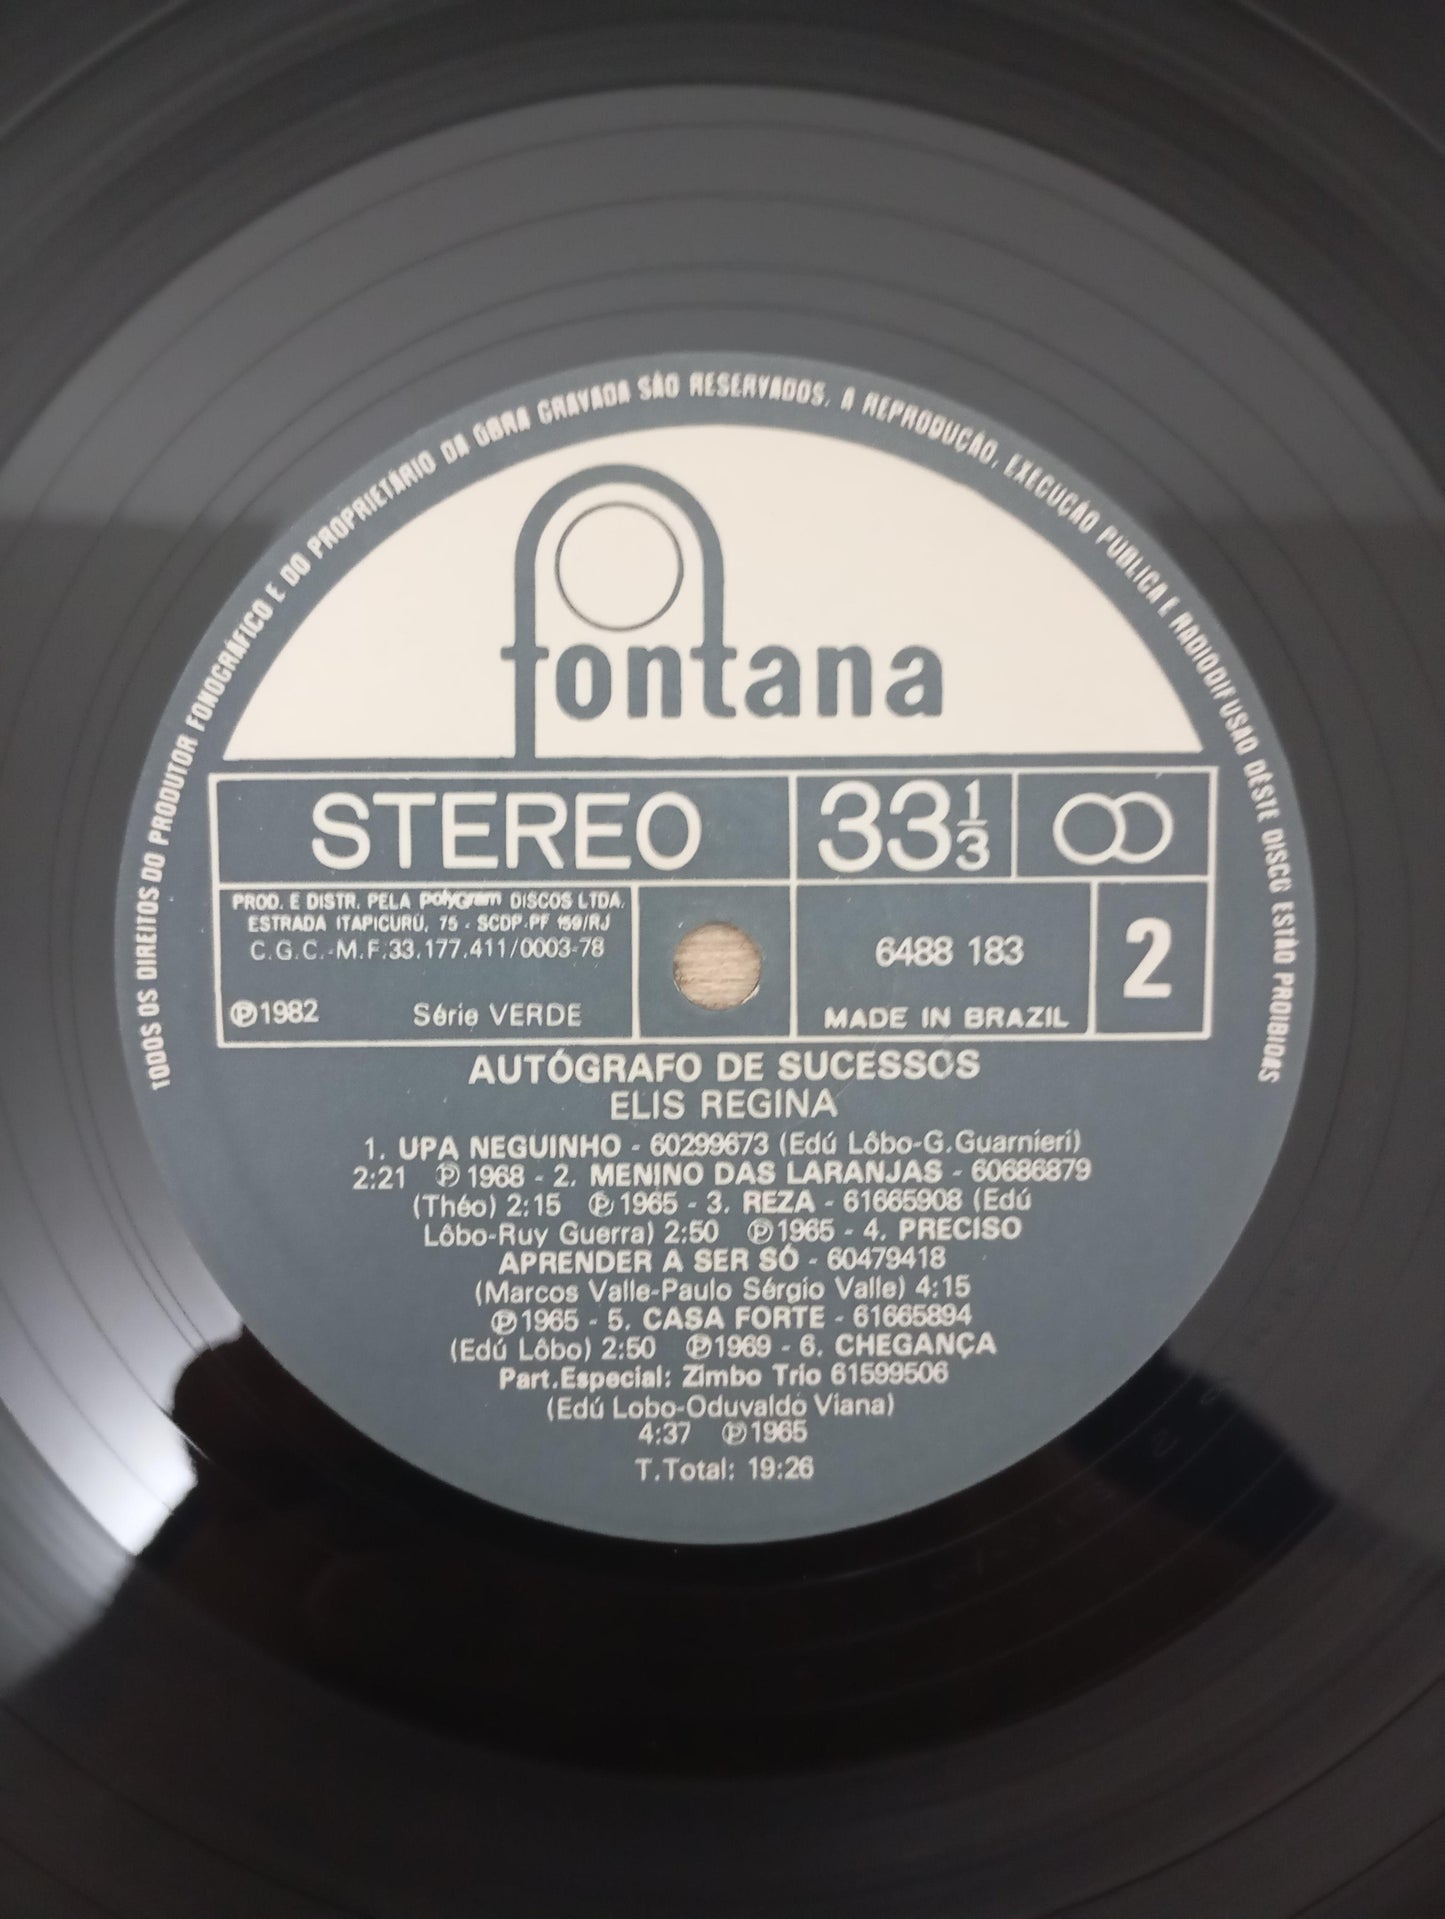 TODOS OS DIREITOS DO PRODUTOR FONOGRÁFICO E DO PROPRIETÁRIO DA OBRA GRAVADA SÃO RESERVADOS. A REPRODUÇÃO, EXECUÇÃO PÚBLICA E RADIODIFUSAO DÊSTE DISCO ESTÃO PROIBIDAS
fontana
STEREO
33 1/3
PROD. E DISTR. PELA PolyGram DISCOS LTDA.
ESTRADA ITAPICURÚ, 75 - SCDP-PF 159/RJ
C.G.C.-M.F.33.177.411/0003-78
℗1982 Série VERDE
6488 183
MADE IN BRAZIL
2
AUTÓGRAFO DE SUCESSOS
ELIS REGINA
1. UPA NEGUINHO - 60299673 (Edú Lôbo-G.Guarnieri)
2:21 ℗1968 - 2. MENINO DAS LARANJAS - 60686879
(Théo) 2:15 ℗1965 - 3. REZA - 61665908 (Edú
Lôbo-Ruy Guerra) 2:50 ℗1965 - 4. PRECISO
APRENDER A SER SÓ - 60479418
(Marcos Valle-Paulo Sérgio Valle) 4:15
℗1965 - 5. CASA FORTE - 61665894
(Edú Lôbo) 2:50 ℗1969 - 6. CHEGANÇA
Part.Especial: Zimbo Trio 61599506
(Edú Lobo-Oduvaldo Viana)
4:37 ℗1965
T.Total: 19:26